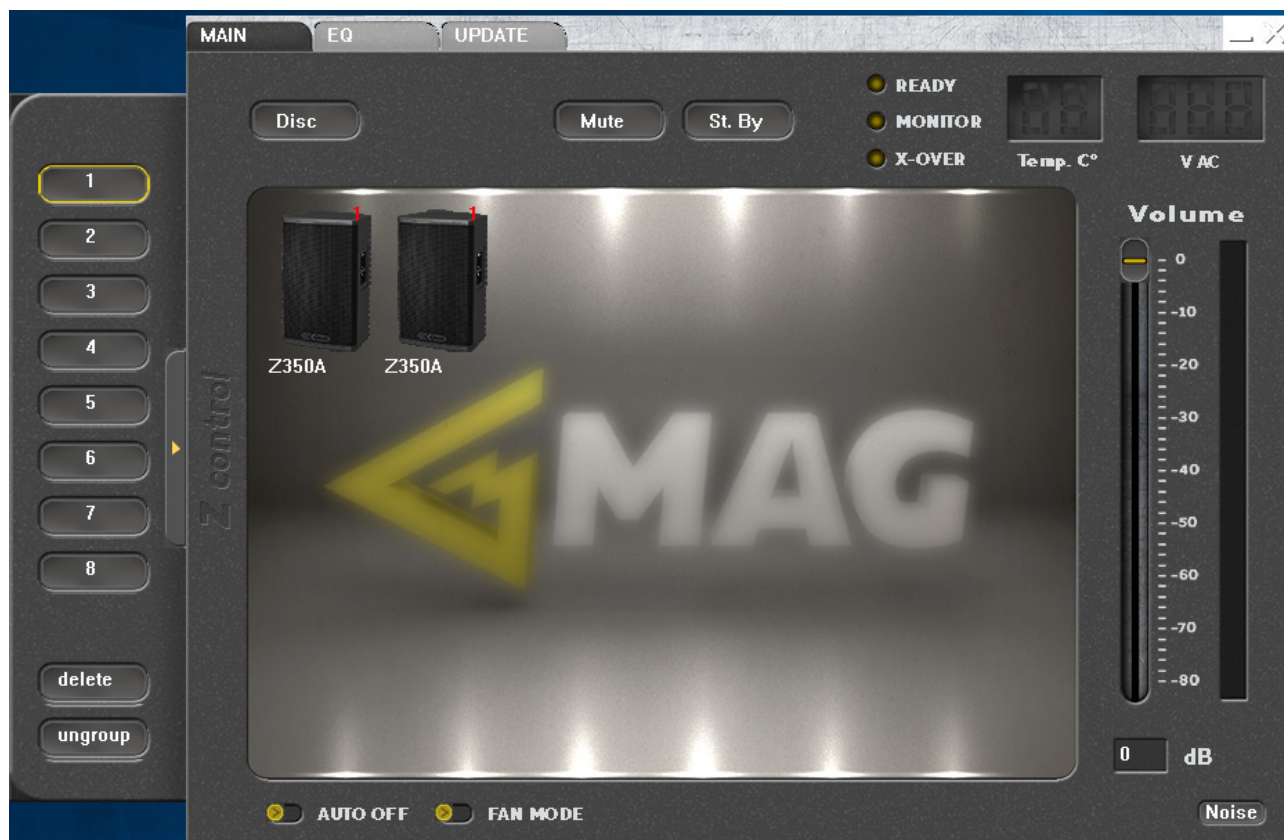 MAIN EQ UPDATE
READY
MONITOR
X-OVER
Disc Mute St. By
Temp. C° V AC
1
2
3
4
5
6
7
8
delete
ungroup
Z control
1 1
Z350A Z350A
MAG
Volume
0
-10
-20
-30
-40
-50
-60
-70
-80
0 dB
AUTO OFF FAN MODE
Noise